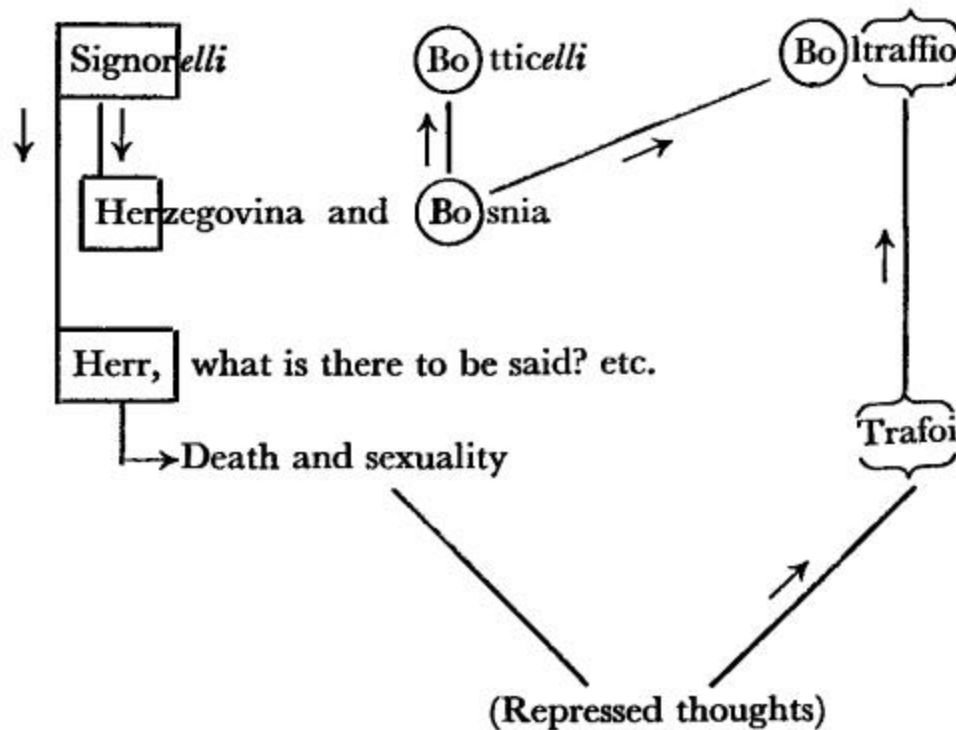 Signorelli Botticelli Boltraffio
Herzegovina and Bosnia
Herr, what is there to be said? etc.
Trafoi
Death and sexuality
(Repressed thoughts)